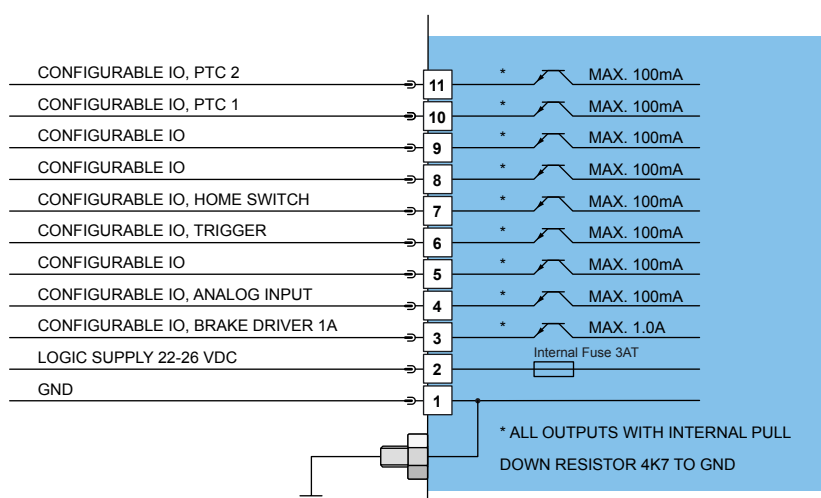 CONFIGURABLE IO, PTC 2 11 * MAX. 100mA
CONFIGURABLE IO, PTC 1 10 * MAX. 100mA
CONFIGURABLE IO 9 * MAX. 100mA
CONFIGURABLE IO 8 * MAX. 100mA
CONFIGURABLE IO, HOME SWITCH 7 * MAX. 100mA
CONFIGURABLE IO, TRIGGER 6 * MAX. 100mA
CONFIGURABLE IO 5 * MAX. 100mA
CONFIGURABLE IO, ANALOG INPUT 4 * MAX. 100mA
CONFIGURABLE IO, BRAKE DRIVER 1A 3 * MAX. 1.0A
LOGIC SUPPLY 22-26 VDC 2 Internal Fuse 3AT
GND 1
* ALL OUTPUTS WITH INTERNAL PULL
DOWN RESISTOR 4K7 TO GND